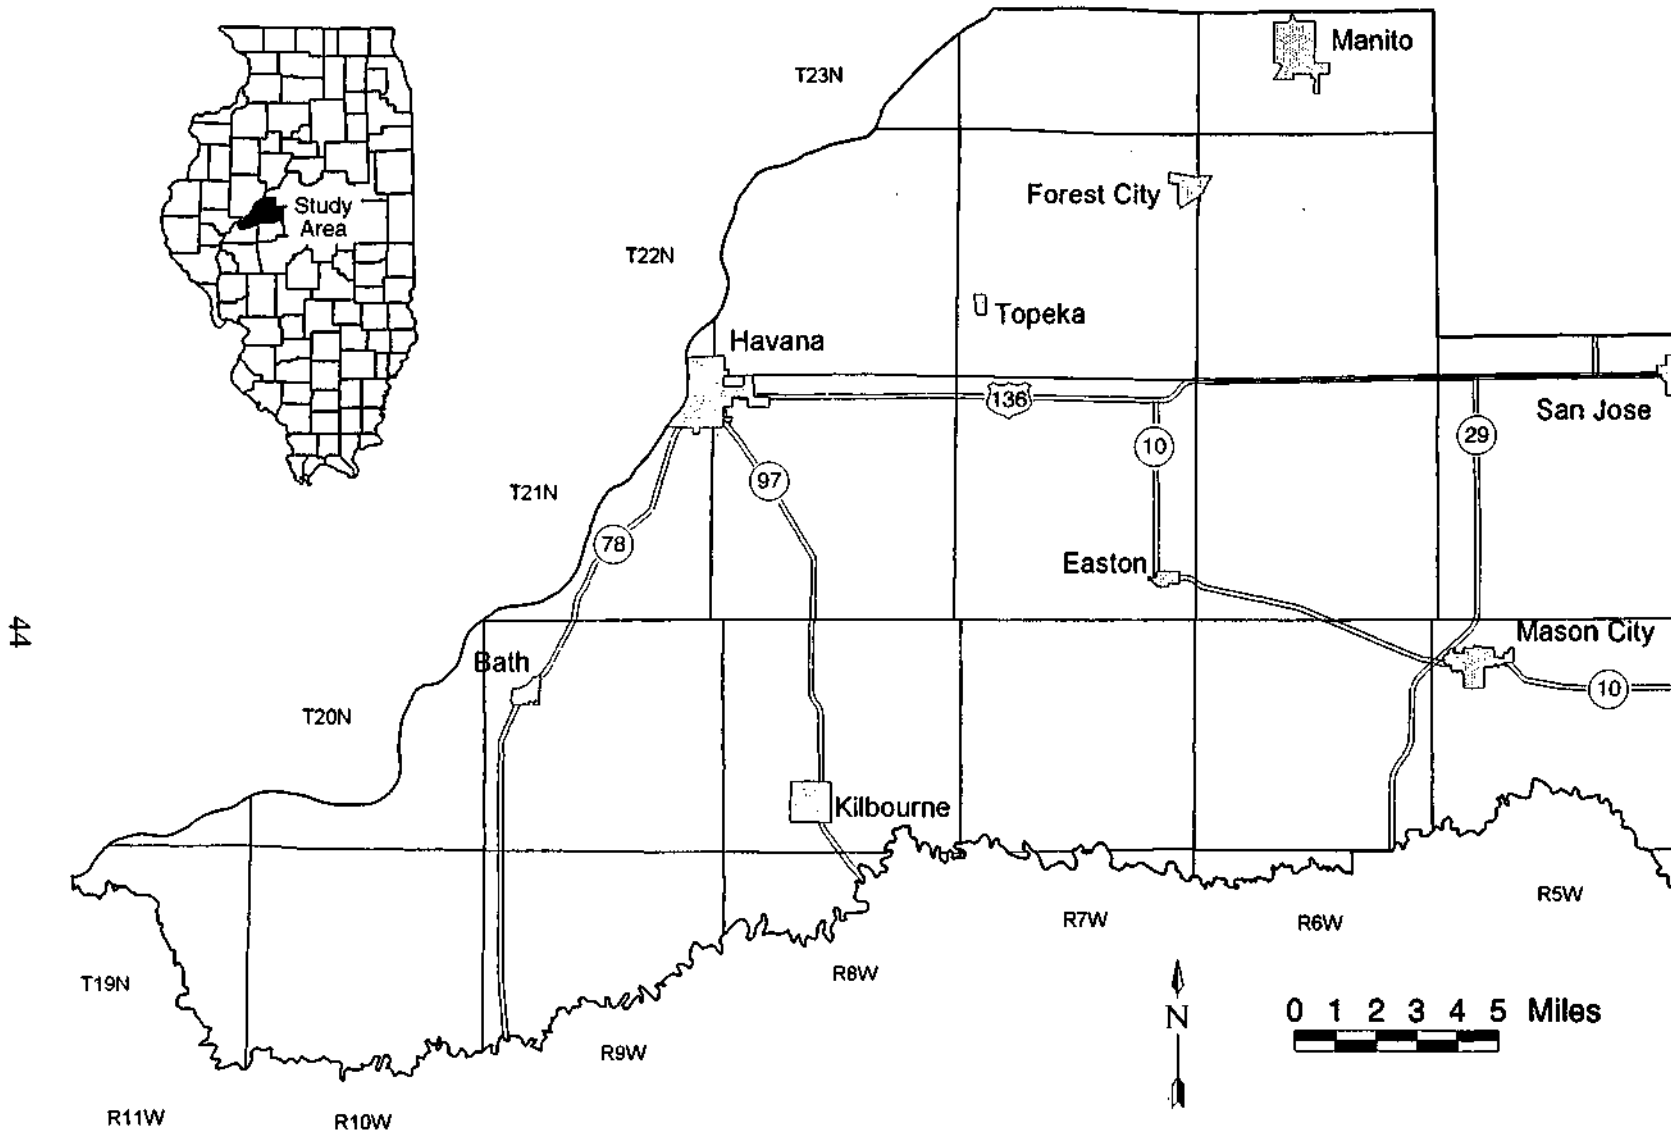 Manito
T23N
Forest City
Study
Area
T22N
Topeka
Havana
136
San Jose
10
29
97
T21N
78
Easton
44
Mason City
Bath
10
T20N
Kilbourne
R5W
R7W
R6W
T19N
R8W
N
0 1 2 3 4 5 Miles
R9W
R11W
R10W